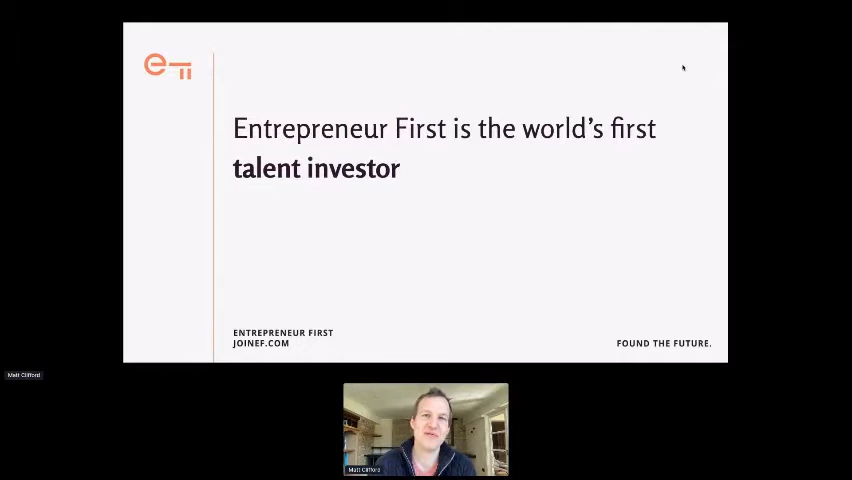 Entrepreneur First is the world's first
talent investor
ENTREPRENEUR FIRST
JOINEF.COM
FOUND THE FUTURE.
Matt Clifford
Matt Clifford